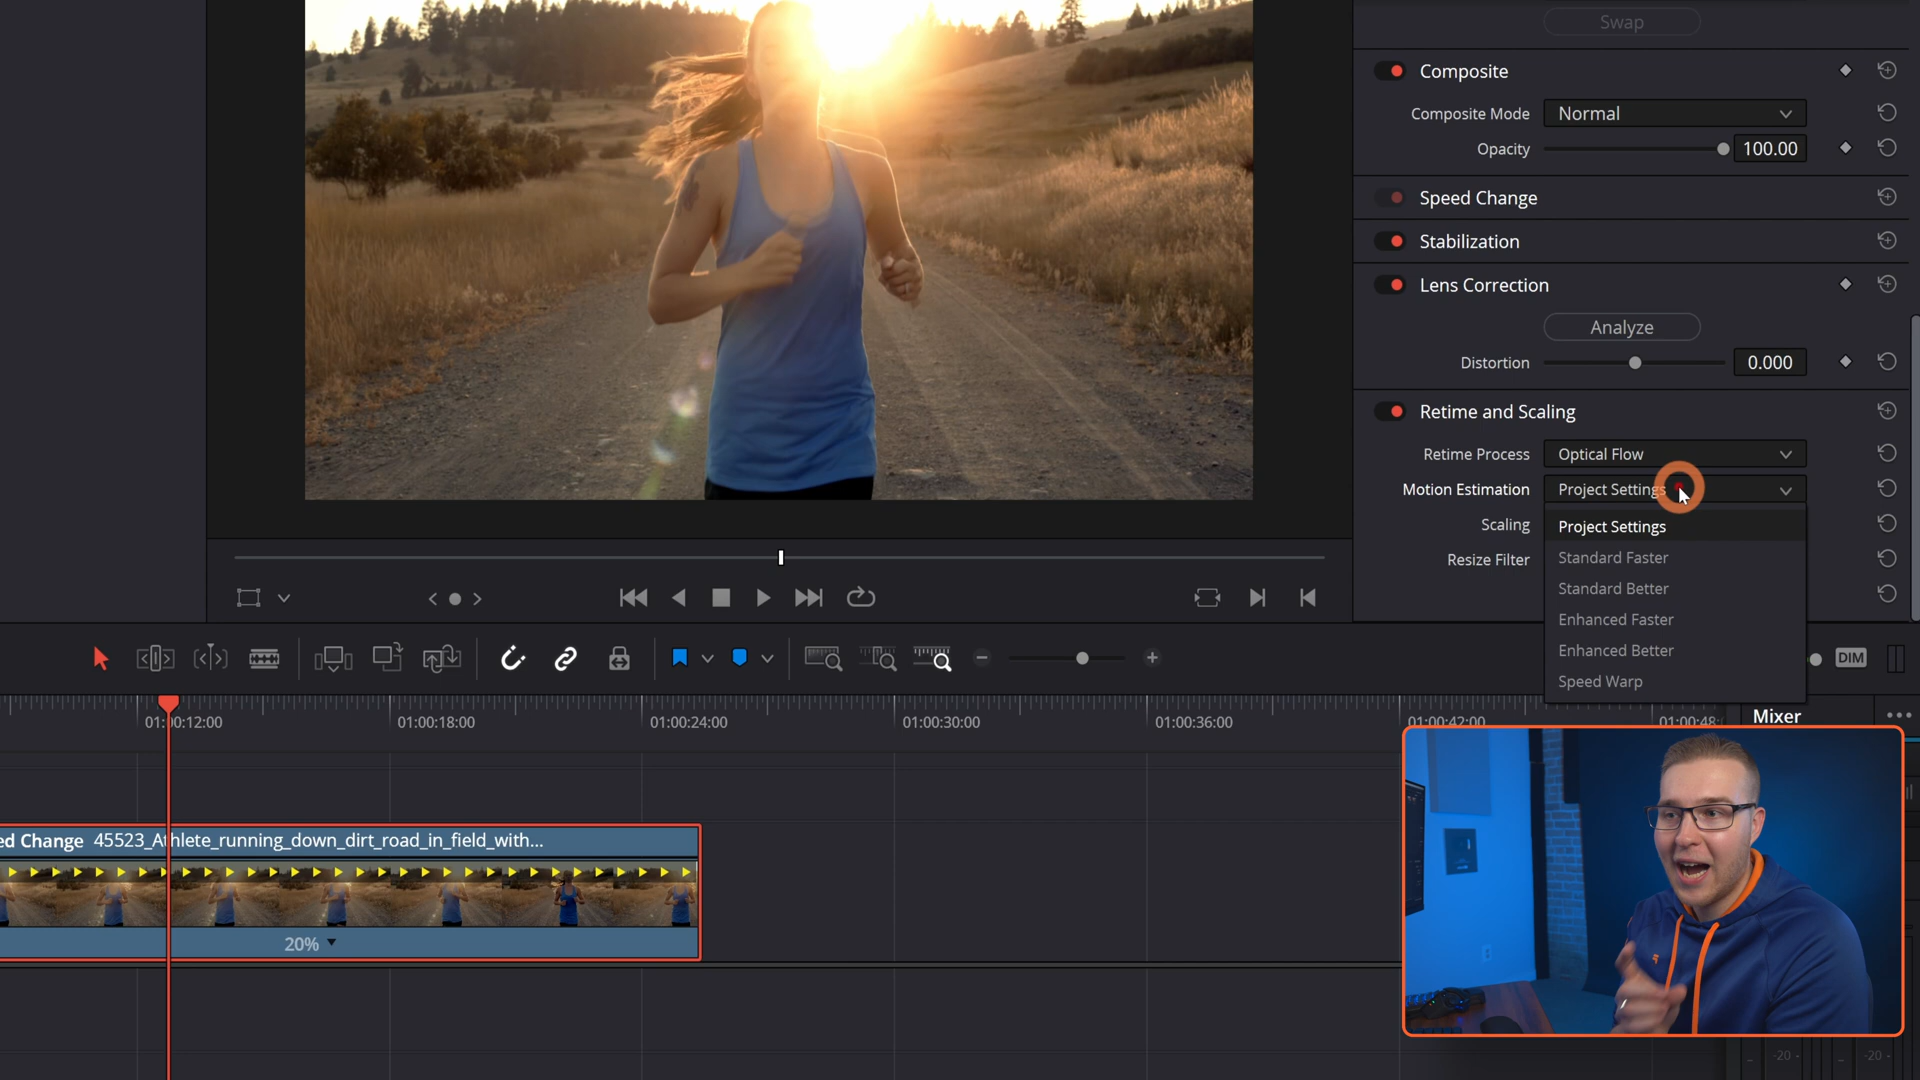 Swap
Composite
Composite Mode Normal
Opacity 100.00
Speed Change
Stabilization
Lens Correction
Analyze
Distortion 0.000
Retime and Scaling
Retime Process Optical Flow
Motion Estimation Project Settings
Scaling Project Settings
Standard Faster
Resize Filter
Standard Better
Enhanced Faster
Enhanced Better
Speed Warp
DIM
01:00:12:00 01:00:18:00 01:00:24:00 01:00:30:00 01:00:36:00 01:00:42:00 01:00:48:
Mixer
ed Change 45523_Athlete_running_down_dirt_road_in_field_with...
20%
-20 -20